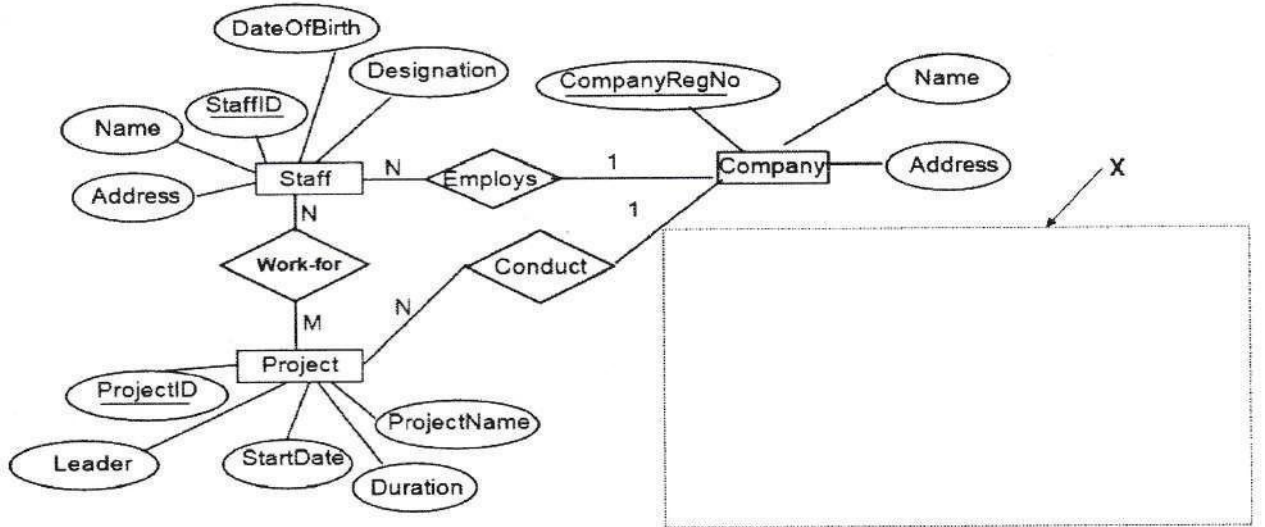 DateOfBirth
Designation
StaffID
Name
Address
Staff
N
Employs
1
CompanyRegNo
Name
Company
Address
X
N
Work-for
M
1
Conduct
N
Project
ProjectID
Leader
StartDate
Duration
ProjectName